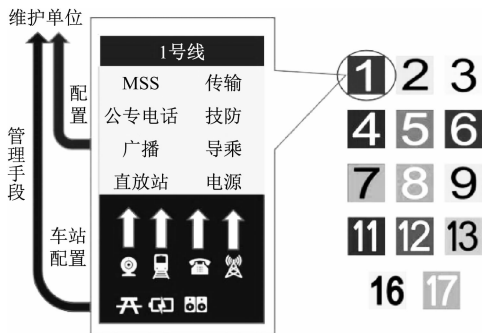 维护单位
管理手段
配置
车站配置
1号线
MSS 传输
公专电话 技防
广播 导乘
直放站 电源
1 2 3
4 5 6
7 8 9
11 12 13
16 17